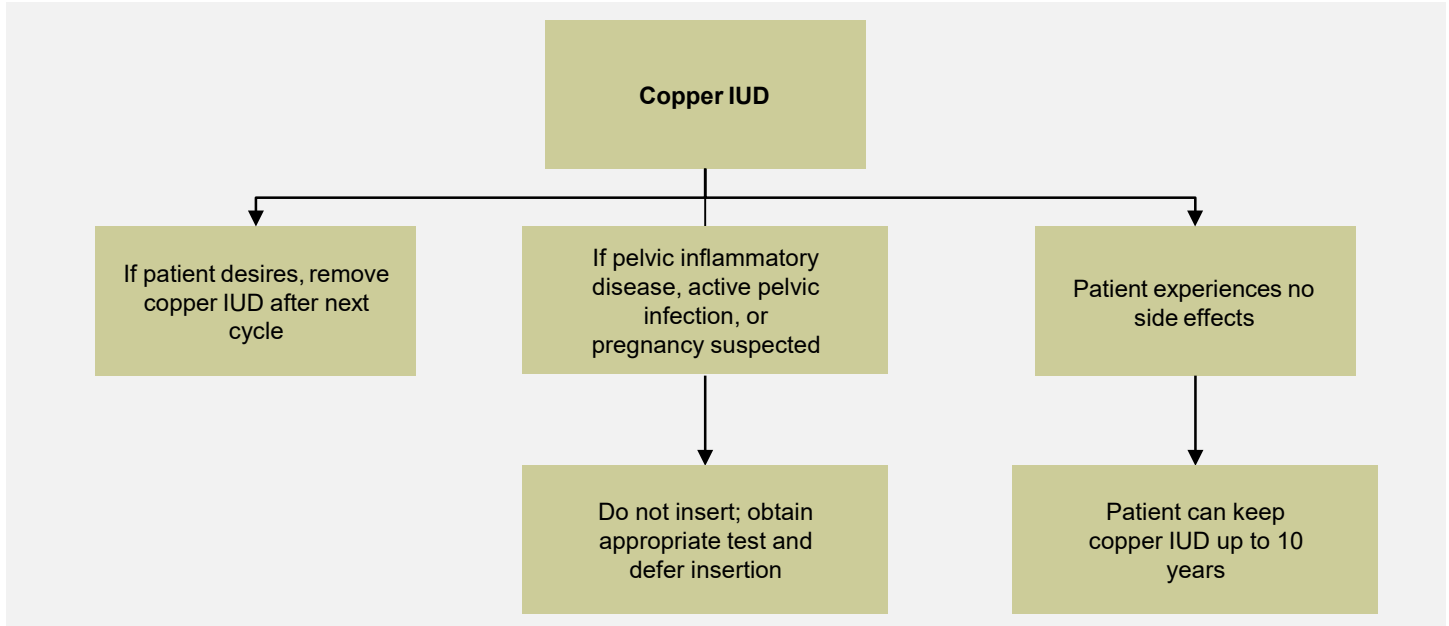 Copper IUD
If patient desires, remove
copper IUD after next
cycle
If pelvic inflammatory
disease, active pelvic
infection, or
pregnancy suspected
Patient experiences no
side effects
Do not insert; obtain
appropriate test and
defer insertion
Patient can keep
copper IUD up to 10
years